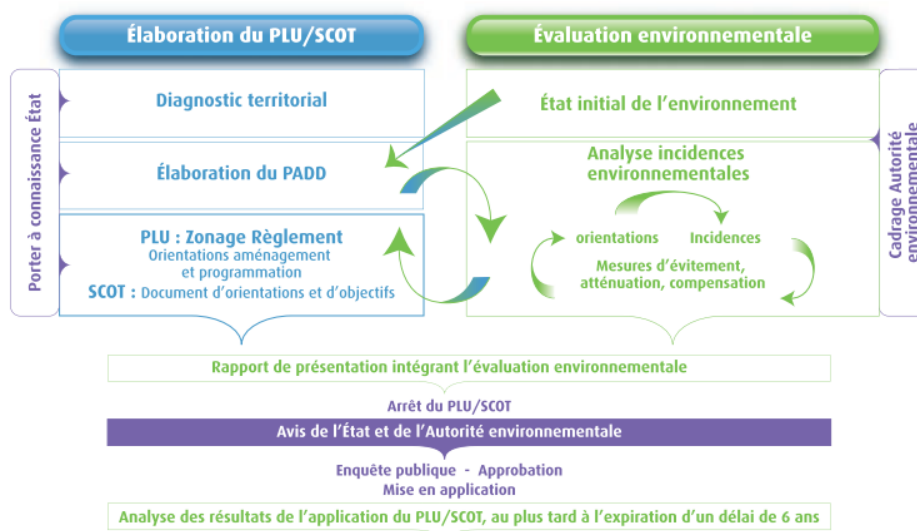 Élaboration du PLU/SCOT
Évaluation environnementale
Porter à connaissance État
Diagnostic territorial
État initial de l'environnement
Cadrage Autorité
environnementale
Élaboration du PADD
Analyse incidences
environnementales
PLU : Zonage Règlement
Orientations aménagement
et programmation
SCOT : Document d'orientations et d'objectifs
orientations
Incidences
Mesures d'évitement,
atténuation, compensation
Rapport de présentation intégrant l'évaluation environnementale
Arrêt du PLU/SCOT
Avis de l'État et de l'Autorité environnementale
Enquête publique - Approbation
Mise en application
Analyse des résultats de l'application du PLU/SCOT, au plus tard à l'expiration d'un délai de 6 ans